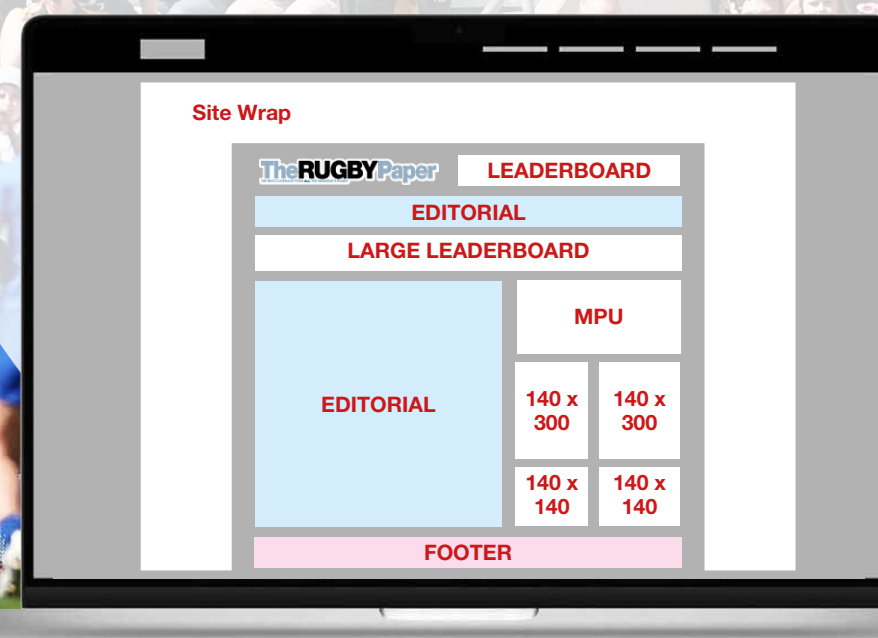 Site Wrap
TheRUGBYPaper
LEADERBOARD
EDITORIAL
LARGE LEADERBOARD
MPU
EDITORIAL
140 x
300
140 x
300
140 x
140
140 x
140
FOOTER